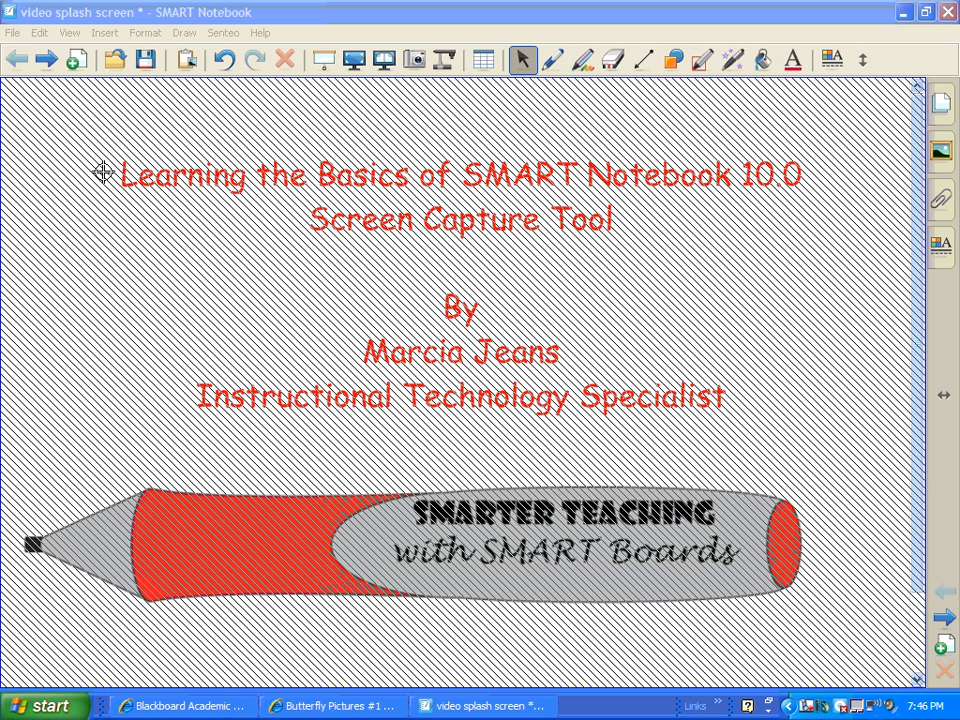 video splash screen * - SMART Notebook
File Edit View Insert Format Draw Senteo Help
Learning the Basics of SMART Notebook 10.0
Screen Capture Tool
By
Marcia Jeans
Instructional Technology Specialist
SMARTER TEACHING
with SMART Boards
start
Blackboard Academic ...
Butterfly Pictures #1 ...
video splash screen *...
Links
7:46 PM